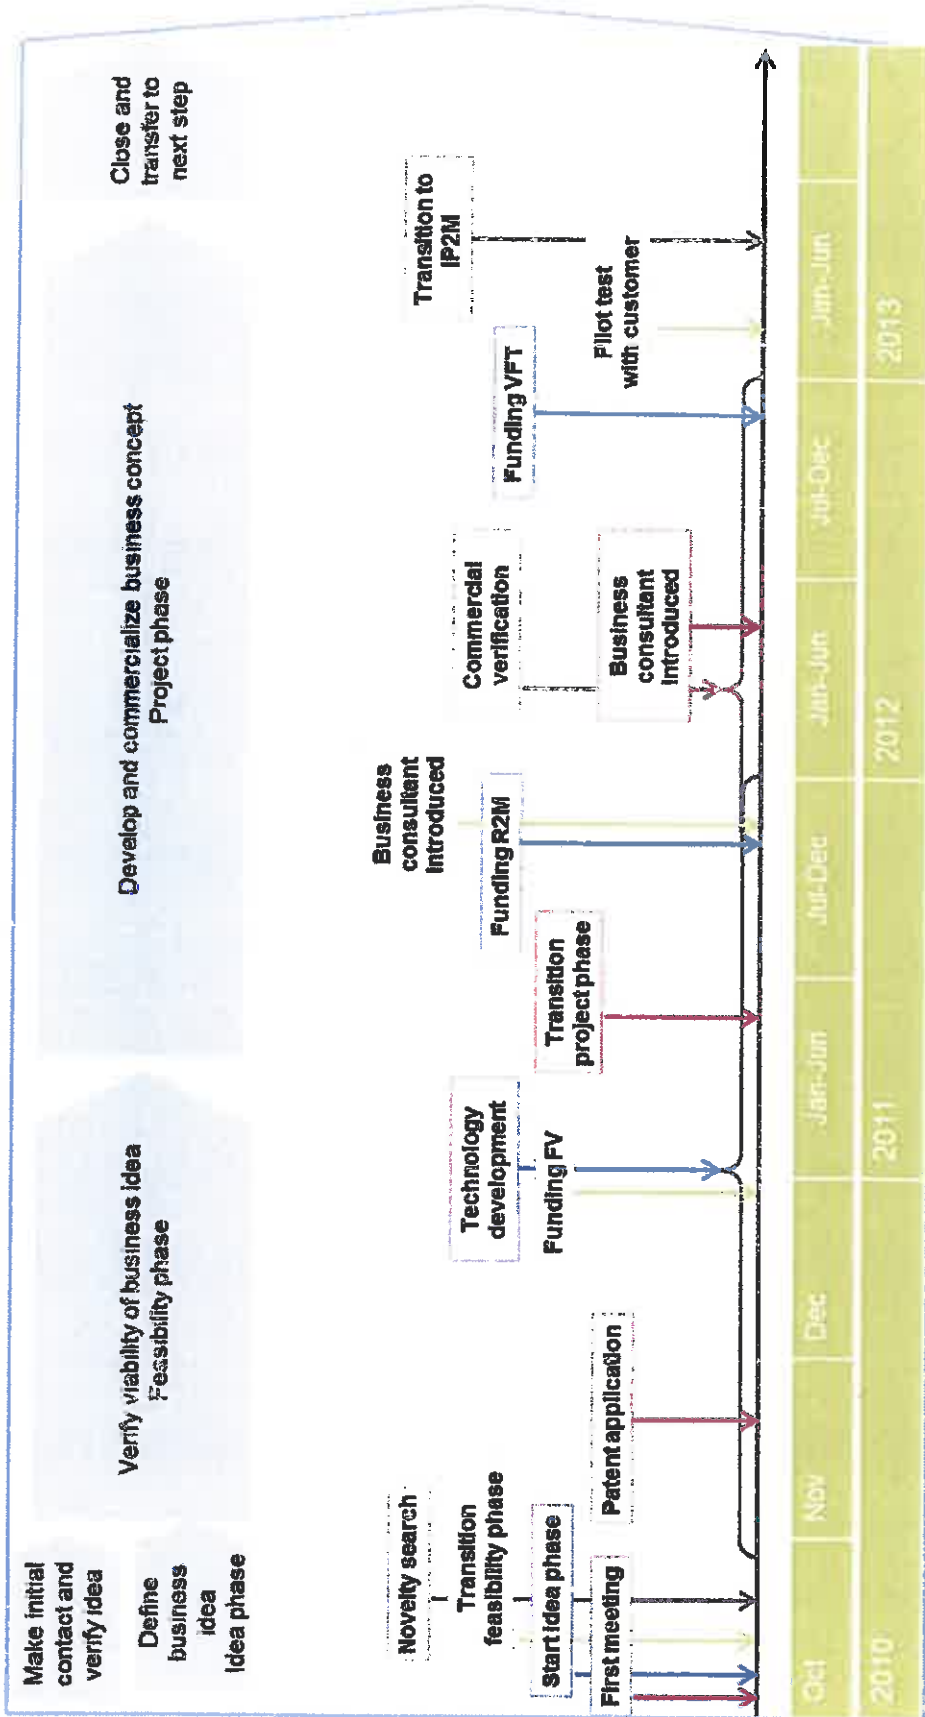 Make initial
contact and
verify idea
Define
business
idea
Idea phase
Verify viability of business idea
Feasibility phase
Develop and commercialize business concept
Project phase
Close and
transfer to
next step
Novelty search
Transition
feasibility phase
Start idea phase
First meeting
Patent application
Technology
development
Funding FV
Transition
project phase
Business
consultant
Introduced
Funding R2M
Commercial
verification
Business
consultant
Introduced
Funding VFT
Pilot test
with customer
Transition to
IP2M
Oct
Nov
Dec
Jan-Jun
Jul-Dec
Jan-Jun
Jul-Dec
Jan-Jun
2010
2011
2012
2013